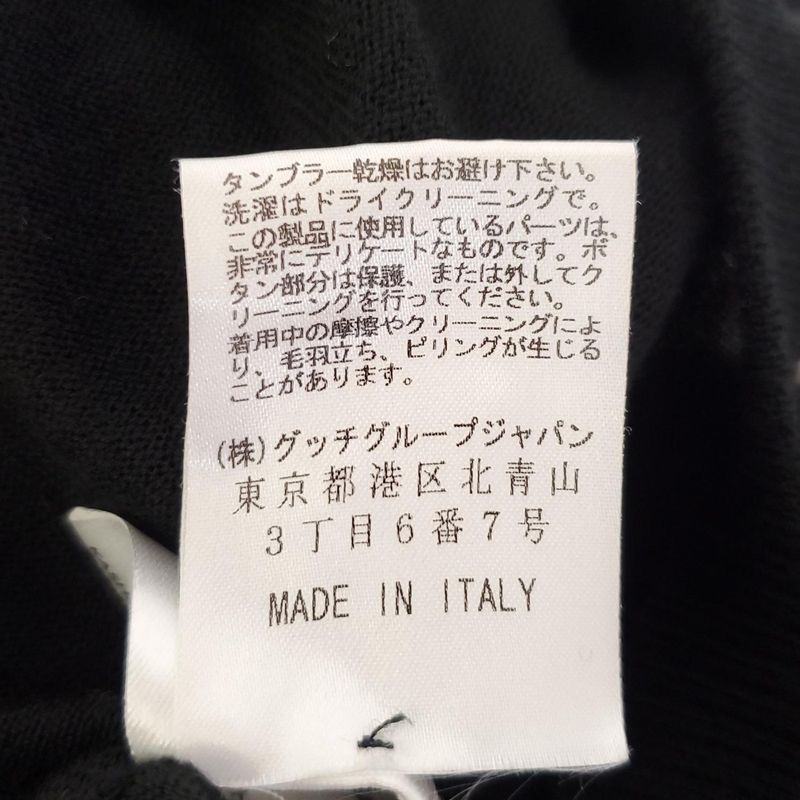 タンブラー乾燥はお避け下さい。
洗濯はドライクリーニングで。
この製品に使用しているパーツは、
非常にデリケートなものです。ボ
タン部分は保護、または外してク
リーニングを行ってください。
着用中の摩擦やクリーニングによ
り、毛羽立ち、ピリングが生じる
ことがあります。
(株)グッチグループジャパン
東京都港区北青山
3丁目6番7号
MADE IN ITALY